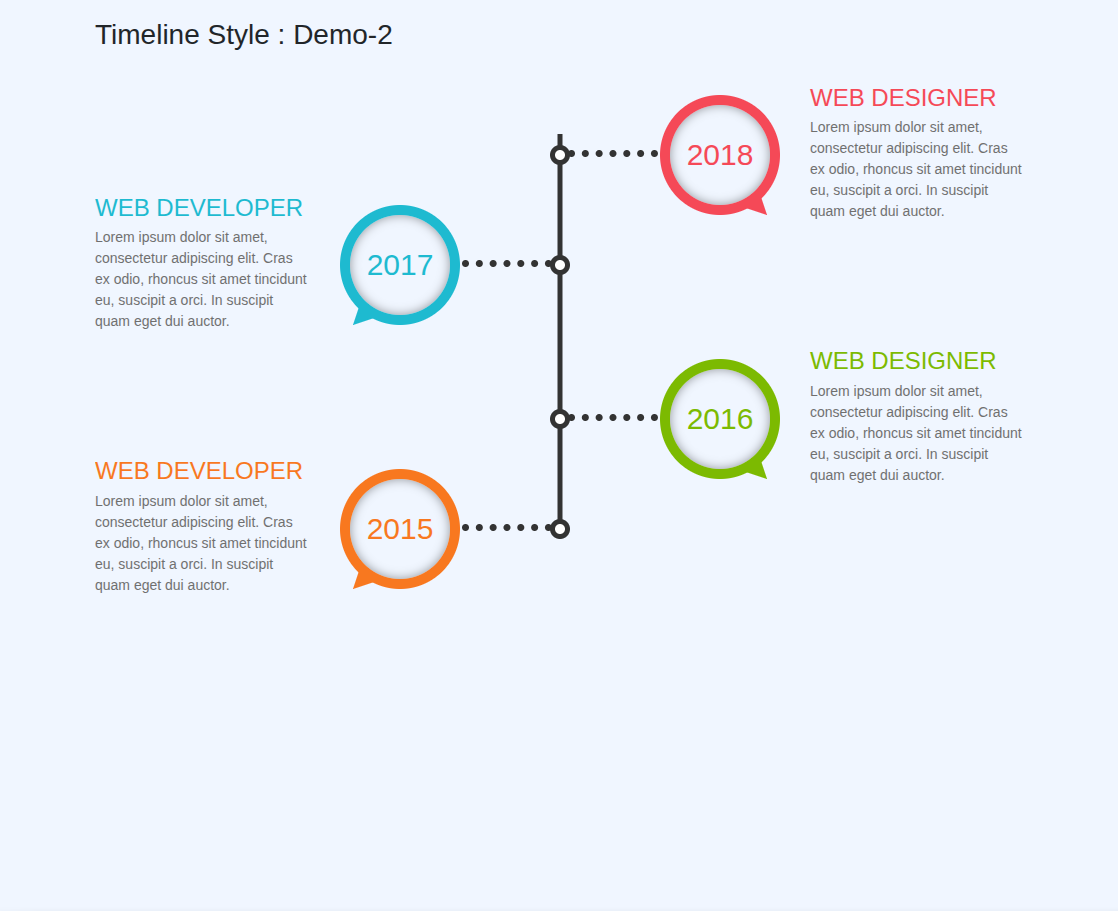 Timeline Style : Demo-2
WEB DESIGNER
2018
Lorem ipsum dolor sit amet,
consectetur adipiscing elit. Cras
ex odio, rhoncus sit amet tincidunt
eu, suscipit a orci. In suscipit
quam eget dui auctor.
WEB DEVELOPER
2017
Lorem ipsum dolor sit amet,
consectetur adipiscing elit. Cras
ex odio, rhoncus sit amet tincidunt
eu, suscipit a orci. In suscipit
quam eget dui auctor.
WEB DESIGNER
2016
Lorem ipsum dolor sit amet,
consectetur adipiscing elit. Cras
ex odio, rhoncus sit amet tincidunt
eu, suscipit a orci. In suscipit
quam eget dui auctor.
WEB DEVELOPER
2015
Lorem ipsum dolor sit amet,
consectetur adipiscing elit. Cras
ex odio, rhoncus sit amet tincidunt
eu, suscipit a orci. In suscipit
quam eget dui auctor.